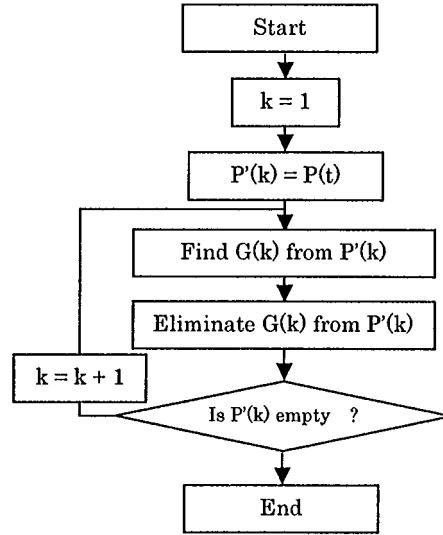 Start
k = 1
P'(k) = P(t)
Find G(k) from P'(k)
Eliminate G(k) from P'(k)
k = k + 1
Is P'(k) empty ?
End